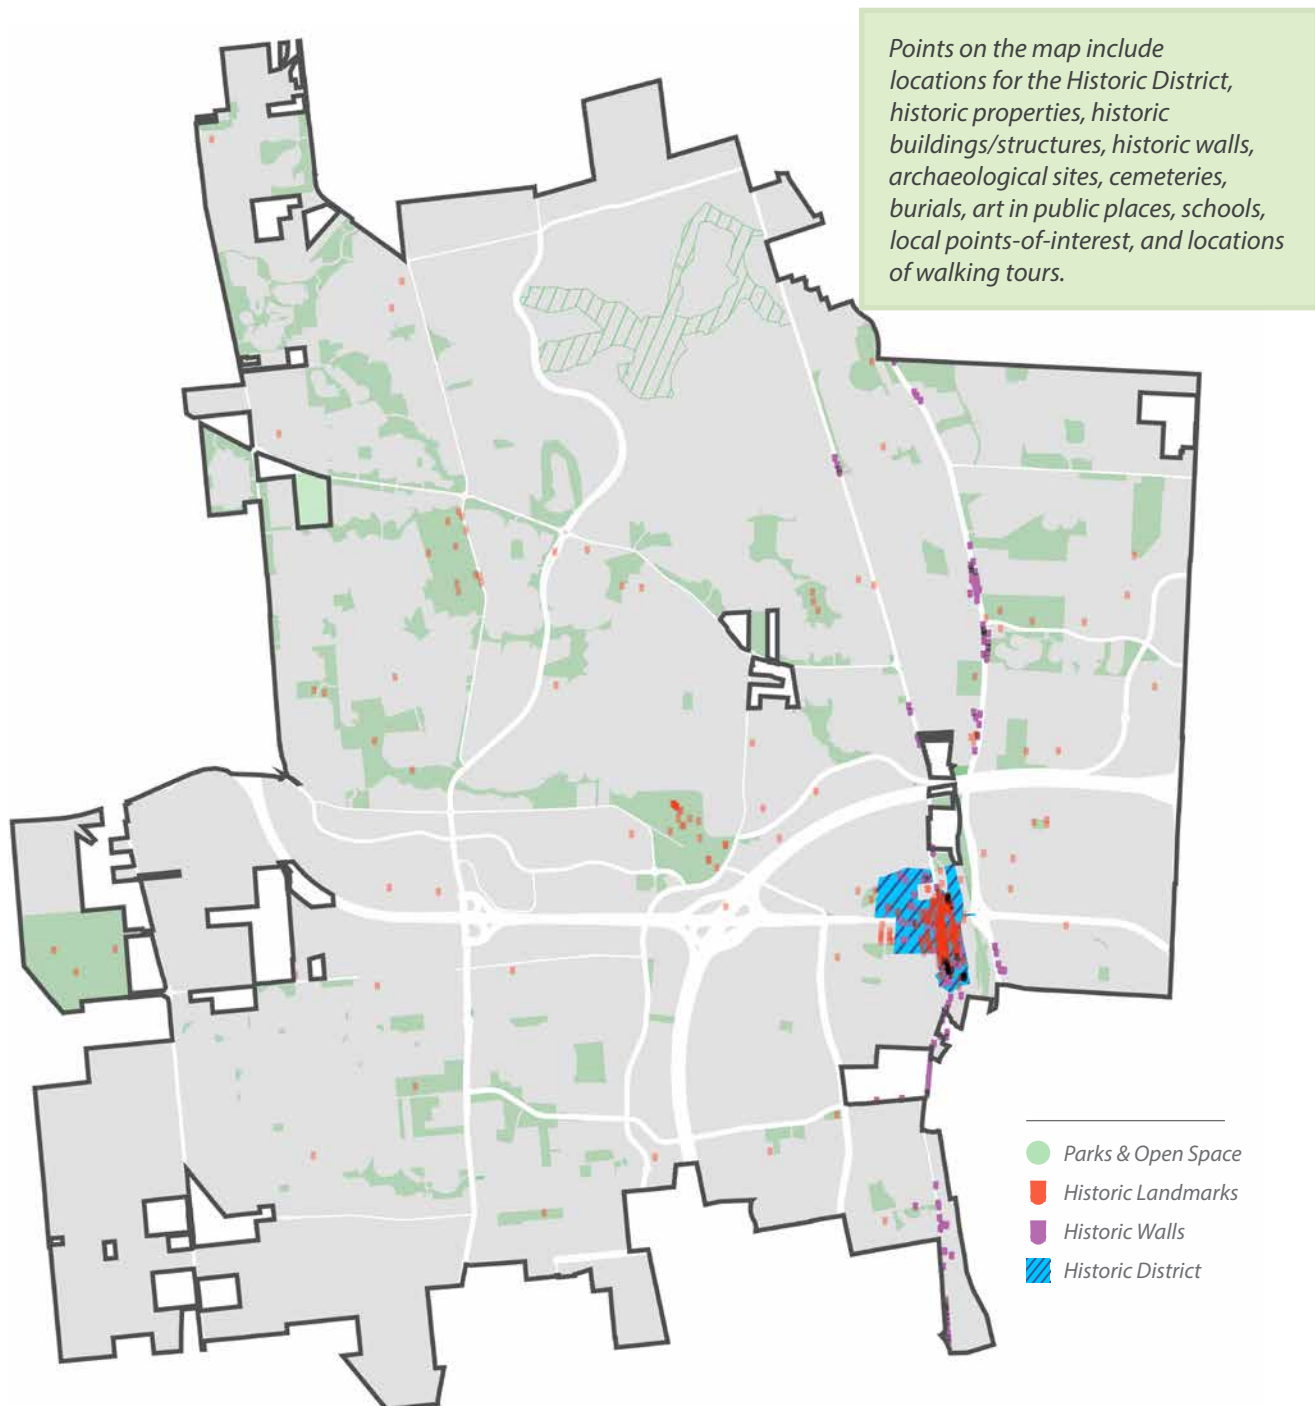 Points on the map include
locations for the Historic District,
historic properties, historic
buildings/structures, historic walls,
archaeological sites, cemeteries,
burials, art in public places, schools,
local points-of-interest, and locations
of walking tours.
Parks & Open Space
Historic Landmarks
Historic Walls
Historic District